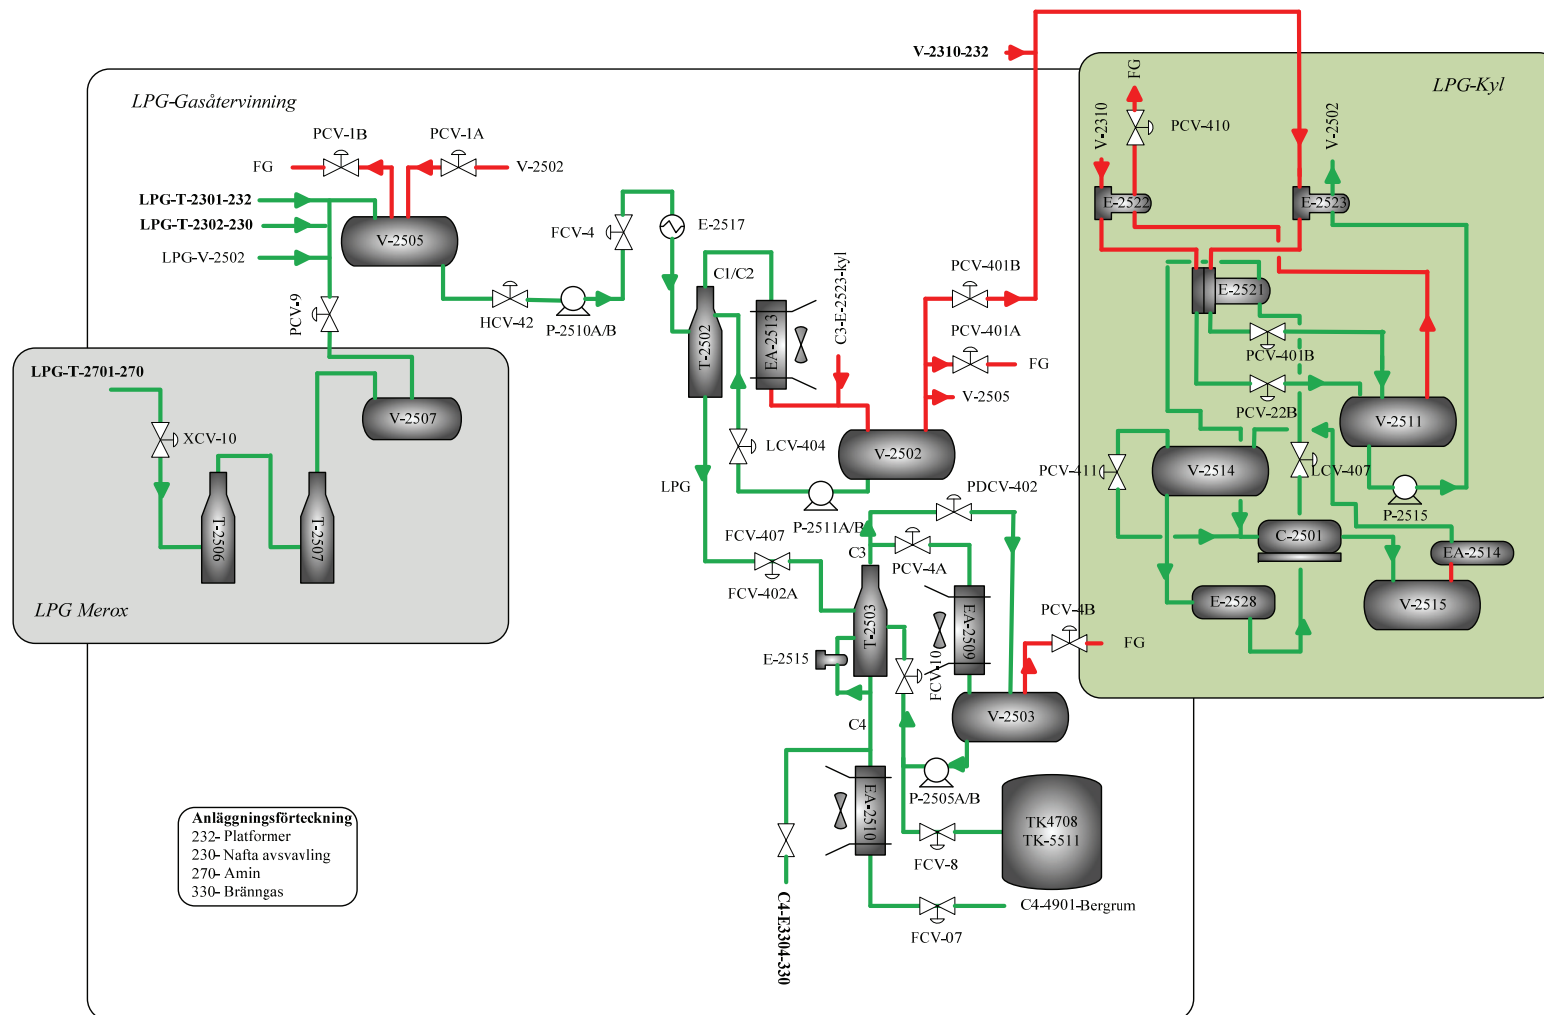 V-2310-232
LPG-Gasåtervinning
LPG-Kyl
FG
V-2310
V-2502
PCV-410
PCV-1B
PCV-1A
FG
V-2502
LPG-T-2301-232
LPG-T-2302-230
LPG-V-2502
V-2505
FCV-4
E-2517
E-2522
E-2523
C1/C2
C3-E-2523-kyl
PCV-401B
E-2521
PCV-9
HCV-42
P-2510A/B
T-2502
EA-2513
PCV-401A
FG
V-2505
PCV-401B
PCV-22B
LPG-T-2701-270
V-2507
XCV-10
V-2511
LCV-404
V-2502
PCV-411
V-2514
LCV-407
P-2515
LPG
P-2511A/B
PDCV-402
T-2506
T-2507
FCV-407
C3
PCV-4A
C-2501
EA-2514
FCV-402A
T-2503
EA-2509
PCV-4B
E-2528
V-2515
LPG Merox
E-2515
FCV-10
FG
V-2503
C4
P-2505A/B
EA-2510
TK4708
TK-5511
Anläggningsförteckning
232- Platformer
230- Nafta avsvavling
270- Amin
330- Bränngas
FCV-8
C4-E3304-330
C4-4901-Bergrum
FCV-07